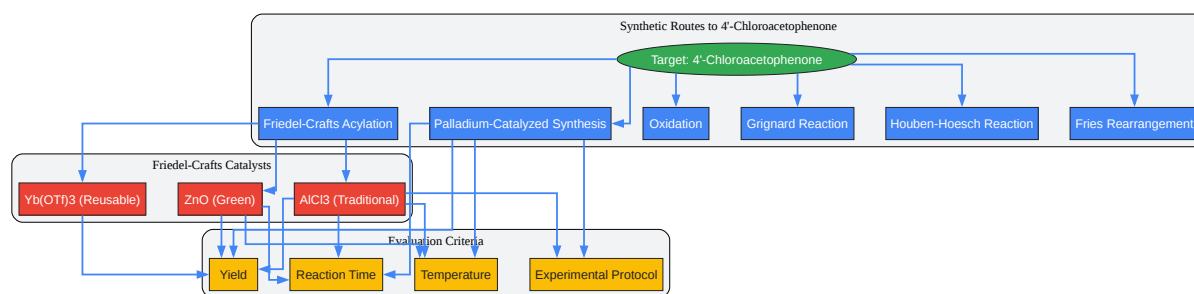 Synthetic Routes to 4'-Chloroacetophenone
Target: 4'-Chloroacetophenone
Friedel-Crafts Acylation
Palladium-Catalyzed Synthesis
Oxidation
Grignard Reaction
Houben-Hoesch Reaction
Fries Rearrangement
Friedel-Crafts Catalysts
Yb(OTf)3 (Reusable)
ZnO (Green)
AlCl3 (Traditional)
Evaluation Criteria
Yield
Reaction Time
Temperature
Experimental Protocol